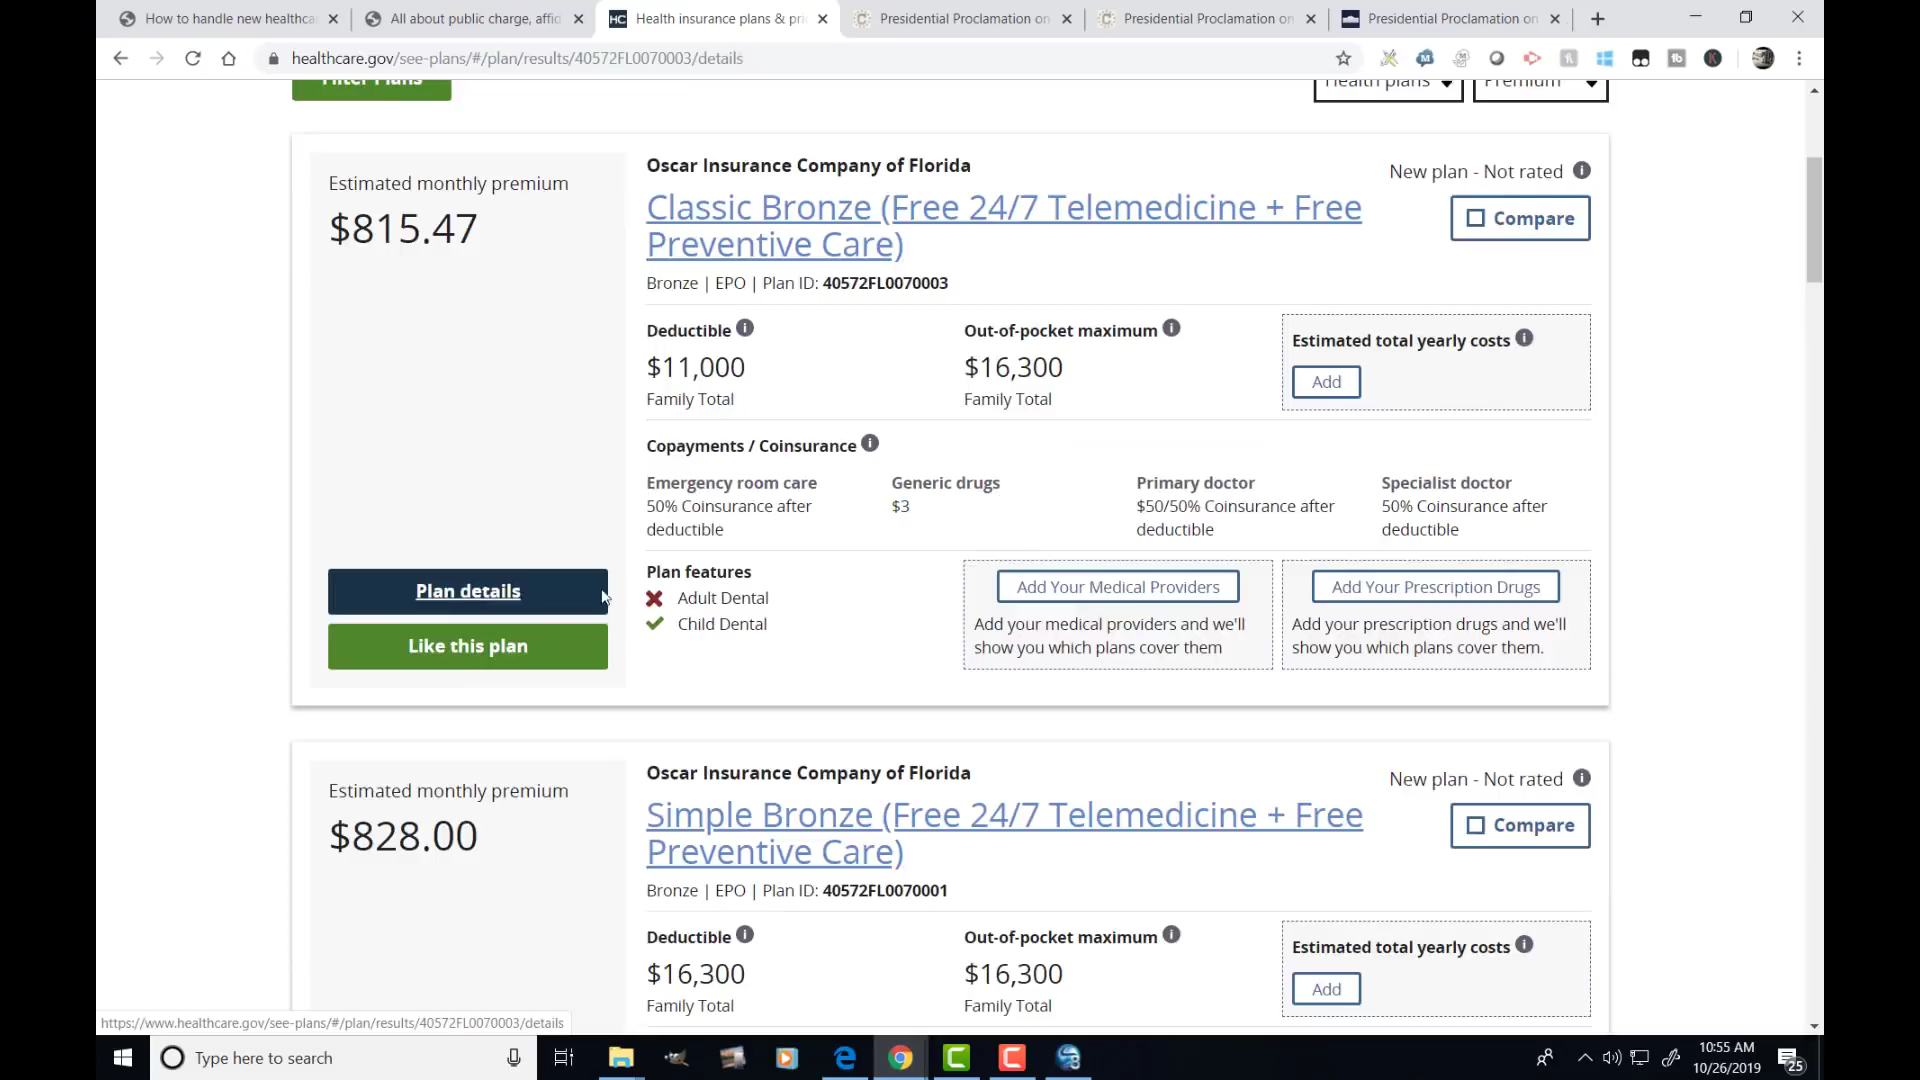 How to handle new healthca
All about public charge, affid
HC Health insurance plans & pri
Presidential Proclamation on
Presidential Proclamation on
Presidential Proclamation on
healthcare.gov/see-plans/#/plan/results/40572FL0070003/details
Filter Plans
Health plans
Premium
Estimated monthly premium
$815.47
Oscar Insurance Company of Florida
New plan - Not rated
Classic Bronze (Free 24/7 Telemedicine + Free
Preventive Care)
Compare
Bronze | EPO | Plan ID: 40572FL0070003
Deductible
$11,000
Family Total
Out-of-pocket maximum
$16,300
Family Total
Estimated total yearly costs
Add
Copayments / Coinsurance
Emergency room care
50% Coinsurance after
deductible
Generic drugs
$3
Primary doctor
$50/50% Coinsurance after
deductible
Specialist doctor
50% Coinsurance after
deductible
Plan details
Like this plan
Plan features
Adult Dental
Child Dental
Add Your Medical Providers
Add your medical providers and we'll
show you which plans cover them
Add Your Prescription Drugs
Add your prescription drugs and we'll
show you which plans cover them.
Estimated monthly premium
$828.00
Oscar Insurance Company of Florida
New plan - Not rated
Simple Bronze (Free 24/7 Telemedicine + Free
Preventive Care)
Compare
Bronze | EPO | Plan ID: 40572FL0070001
Deductible
$16,300
Family Total
Out-of-pocket maximum
$16,300
Family Total
Estimated total yearly costs
Add
https://www.healthcare.gov/see-plans/#/plan/results/40572FL0070003/details
Type here to search
10:55 AM
10/26/2019
25